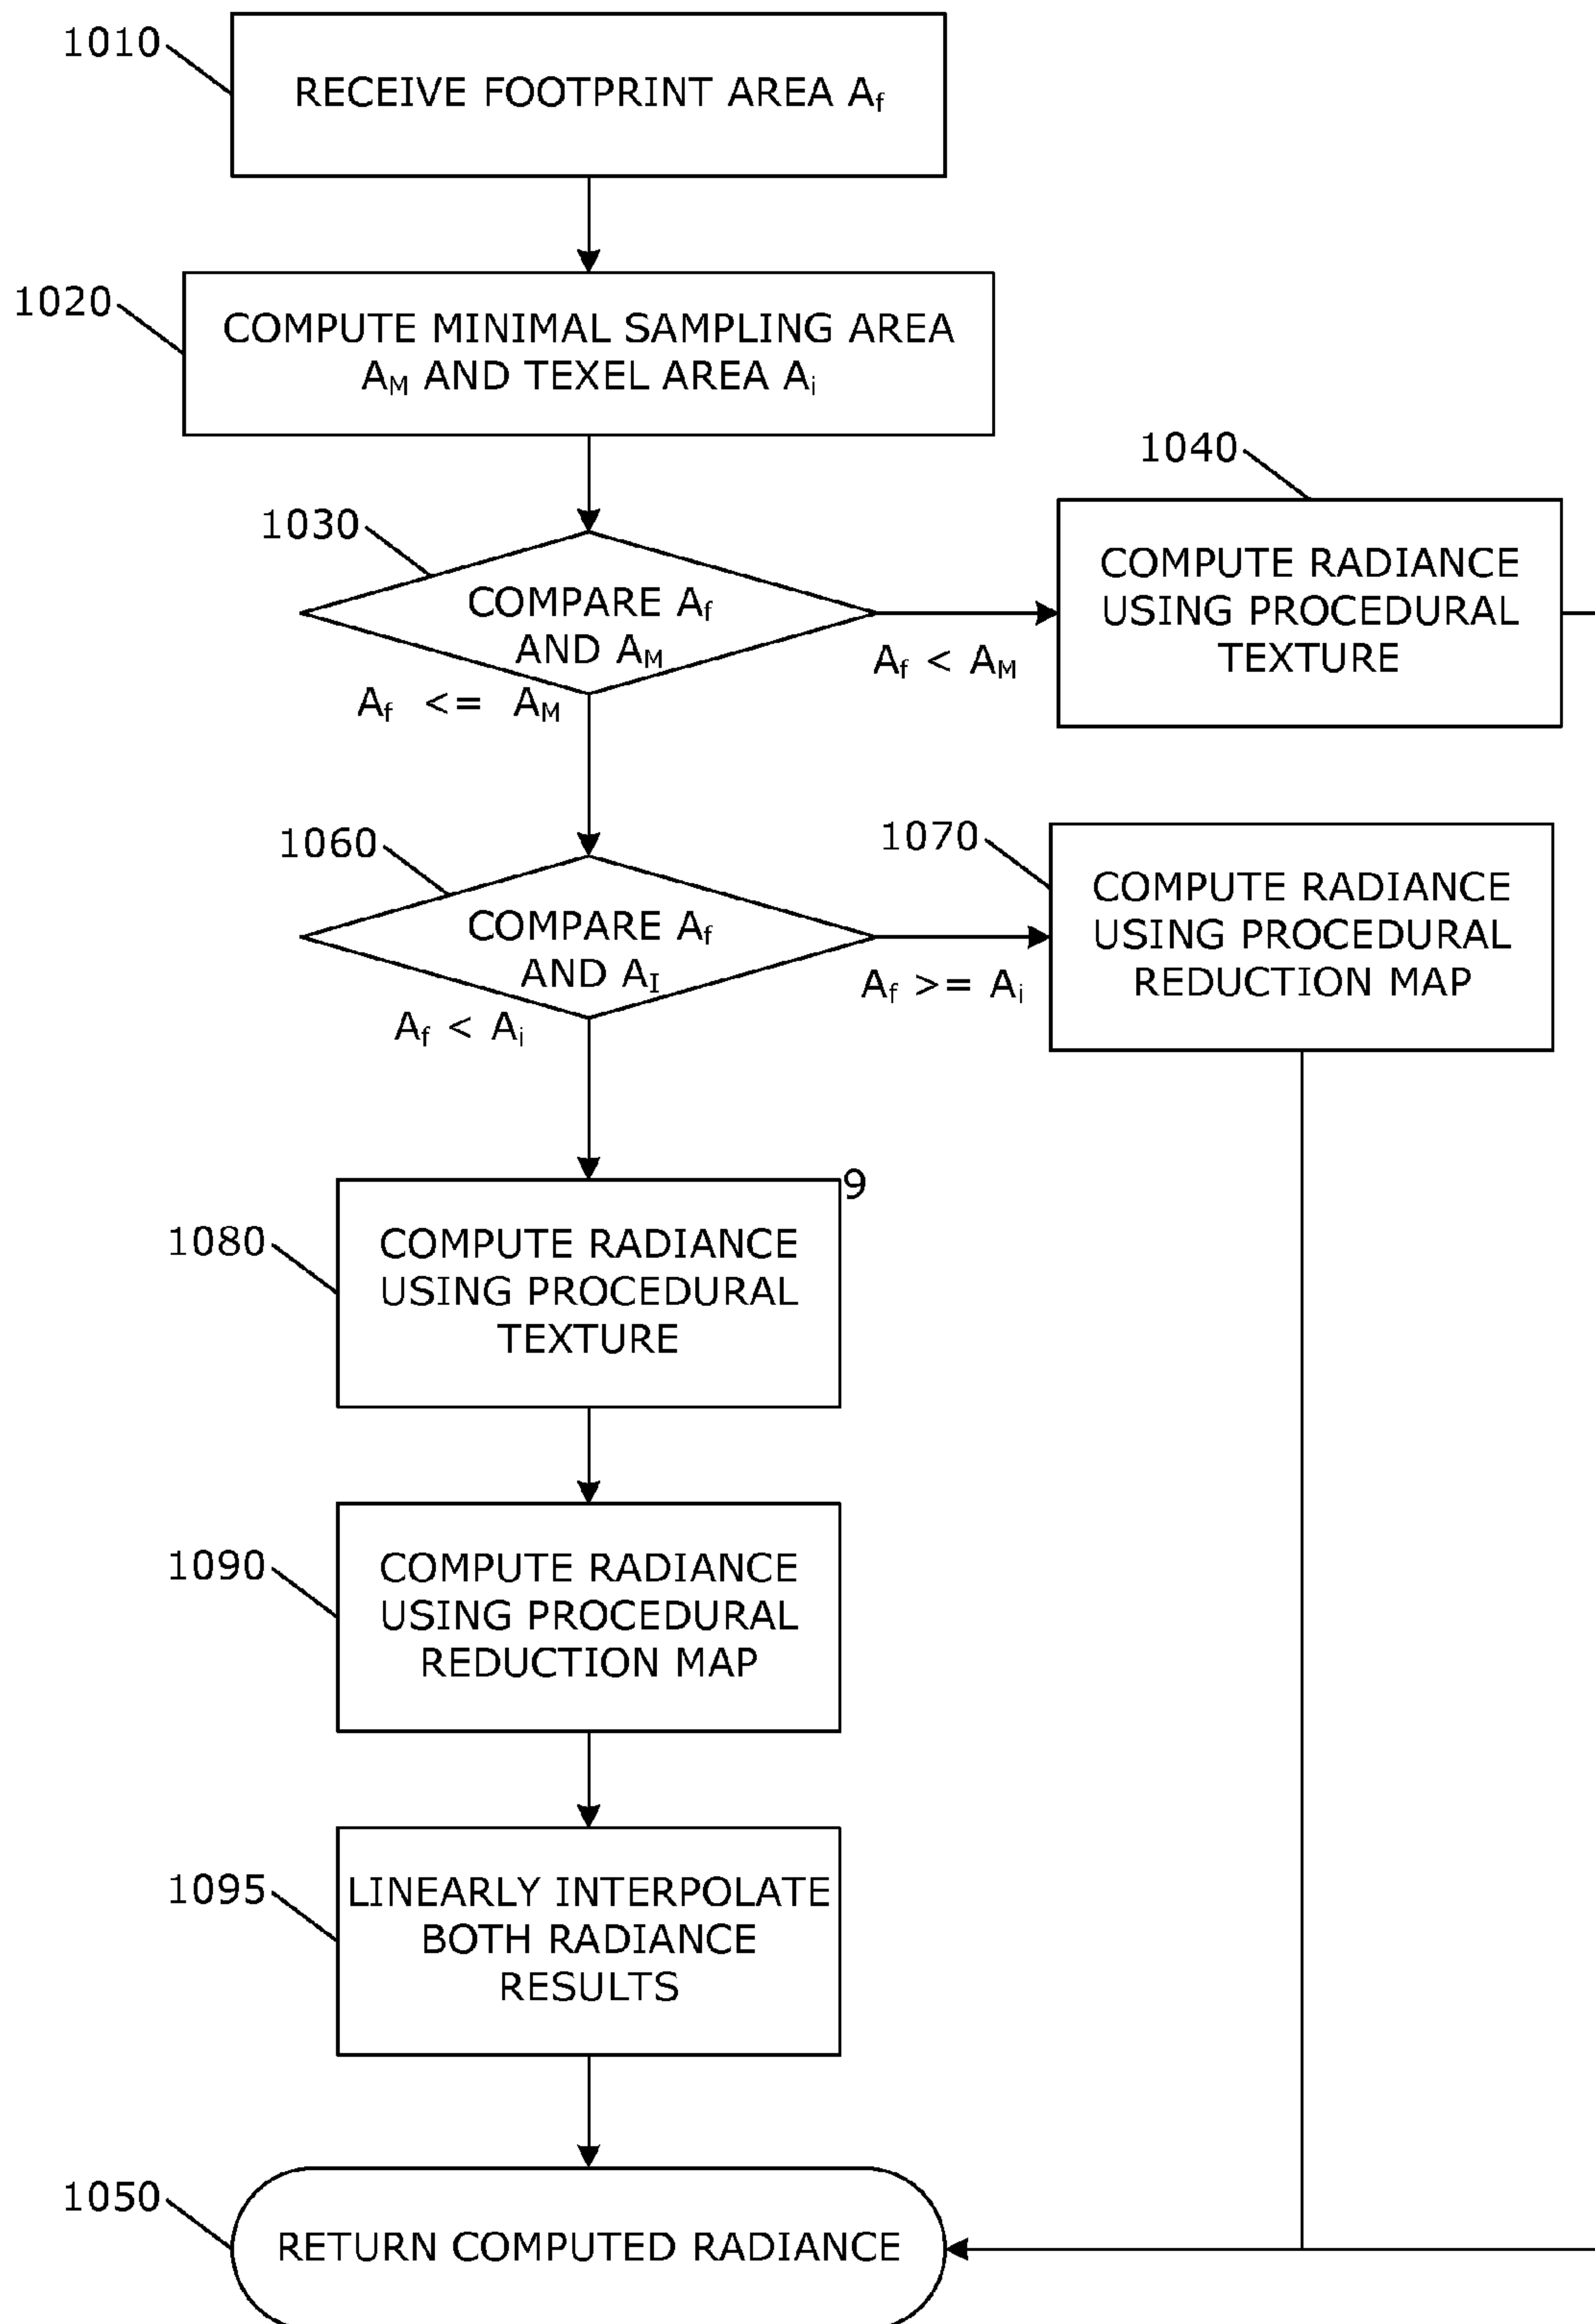 1010
RECEIVE FOOTPRINT AREA Af
1020
COMPUTE MINIMAL SAMPLING AREA
AM AND TEXEL AREA Ai
1030
COMPARE Af
AND AM
Af < AM
Af <= AM
1040
COMPUTE RADIANCE
USING PROCEDURAL
TEXTURE
1060
COMPARE Af
AND AI
Af >= Ai
Af < Ai
1070
COMPUTE RADIANCE
USING PROCEDURAL
REDUCTION MAP
9
1080
COMPUTE RADIANCE
USING PROCEDURAL
TEXTURE
1090
COMPUTE RADIANCE
USING PROCEDURAL
REDUCTION MAP
1095
LINEARLY INTERPOLATE
BOTH RADIANCE
RESULTS
1050
RETURN COMPUTED RADIANCE